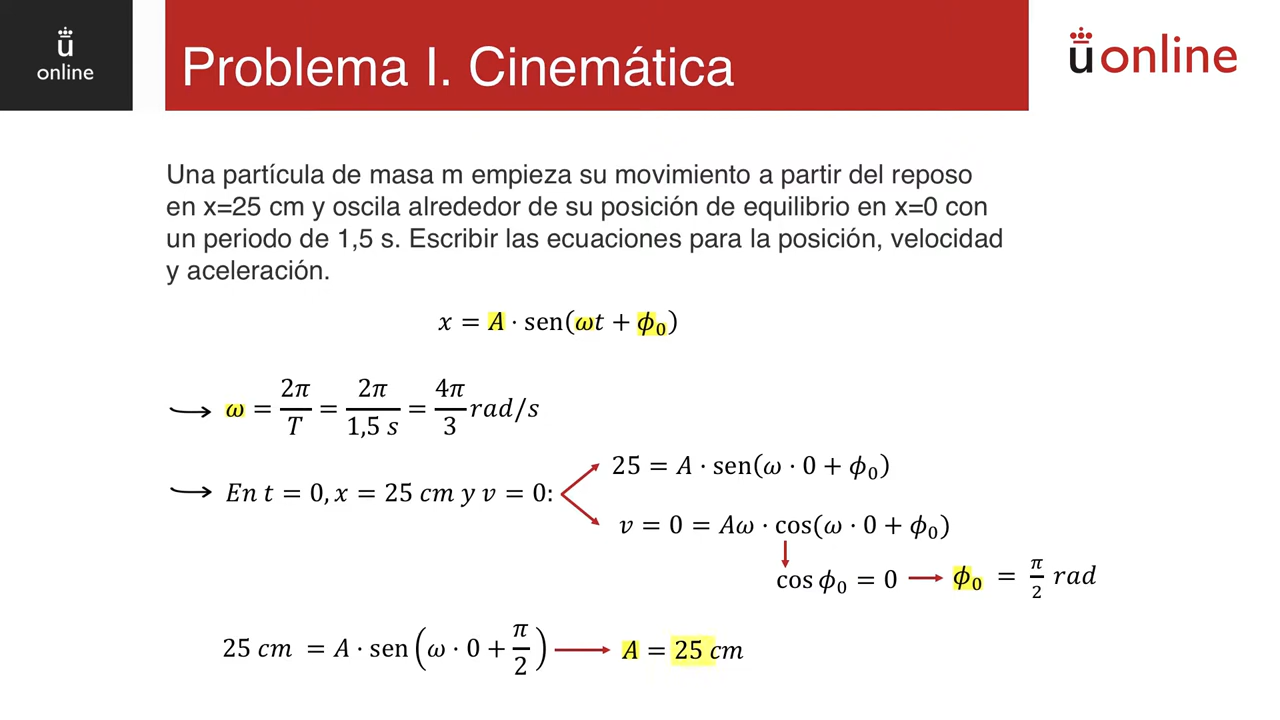 ü
online
Problema I. Cinemática
üonline
Una partícula de masa m empieza su movimiento a partir del reposo
en x=25 cm y oscila alrededor de su posición de equilibrio en x=0 con
un periodo de 1,5 s. Escribir las ecuaciones para la posición, velocidad
y aceleración.
x = A · sen(ωt + ϕ₀)
ω = 2π/T = 2π/1,5 s = 4π/3 rad/s
En t = 0, x = 25 cm y v = 0:
25 = A · sen(ω · 0 + ϕ₀)
v = 0 = Aω · cos(ω · 0 + ϕ₀)
cos ϕ₀ = 0 → ϕ₀ = π/2 rad
25 cm = A · sen(ω · 0 + π/2) → A = 25 cm